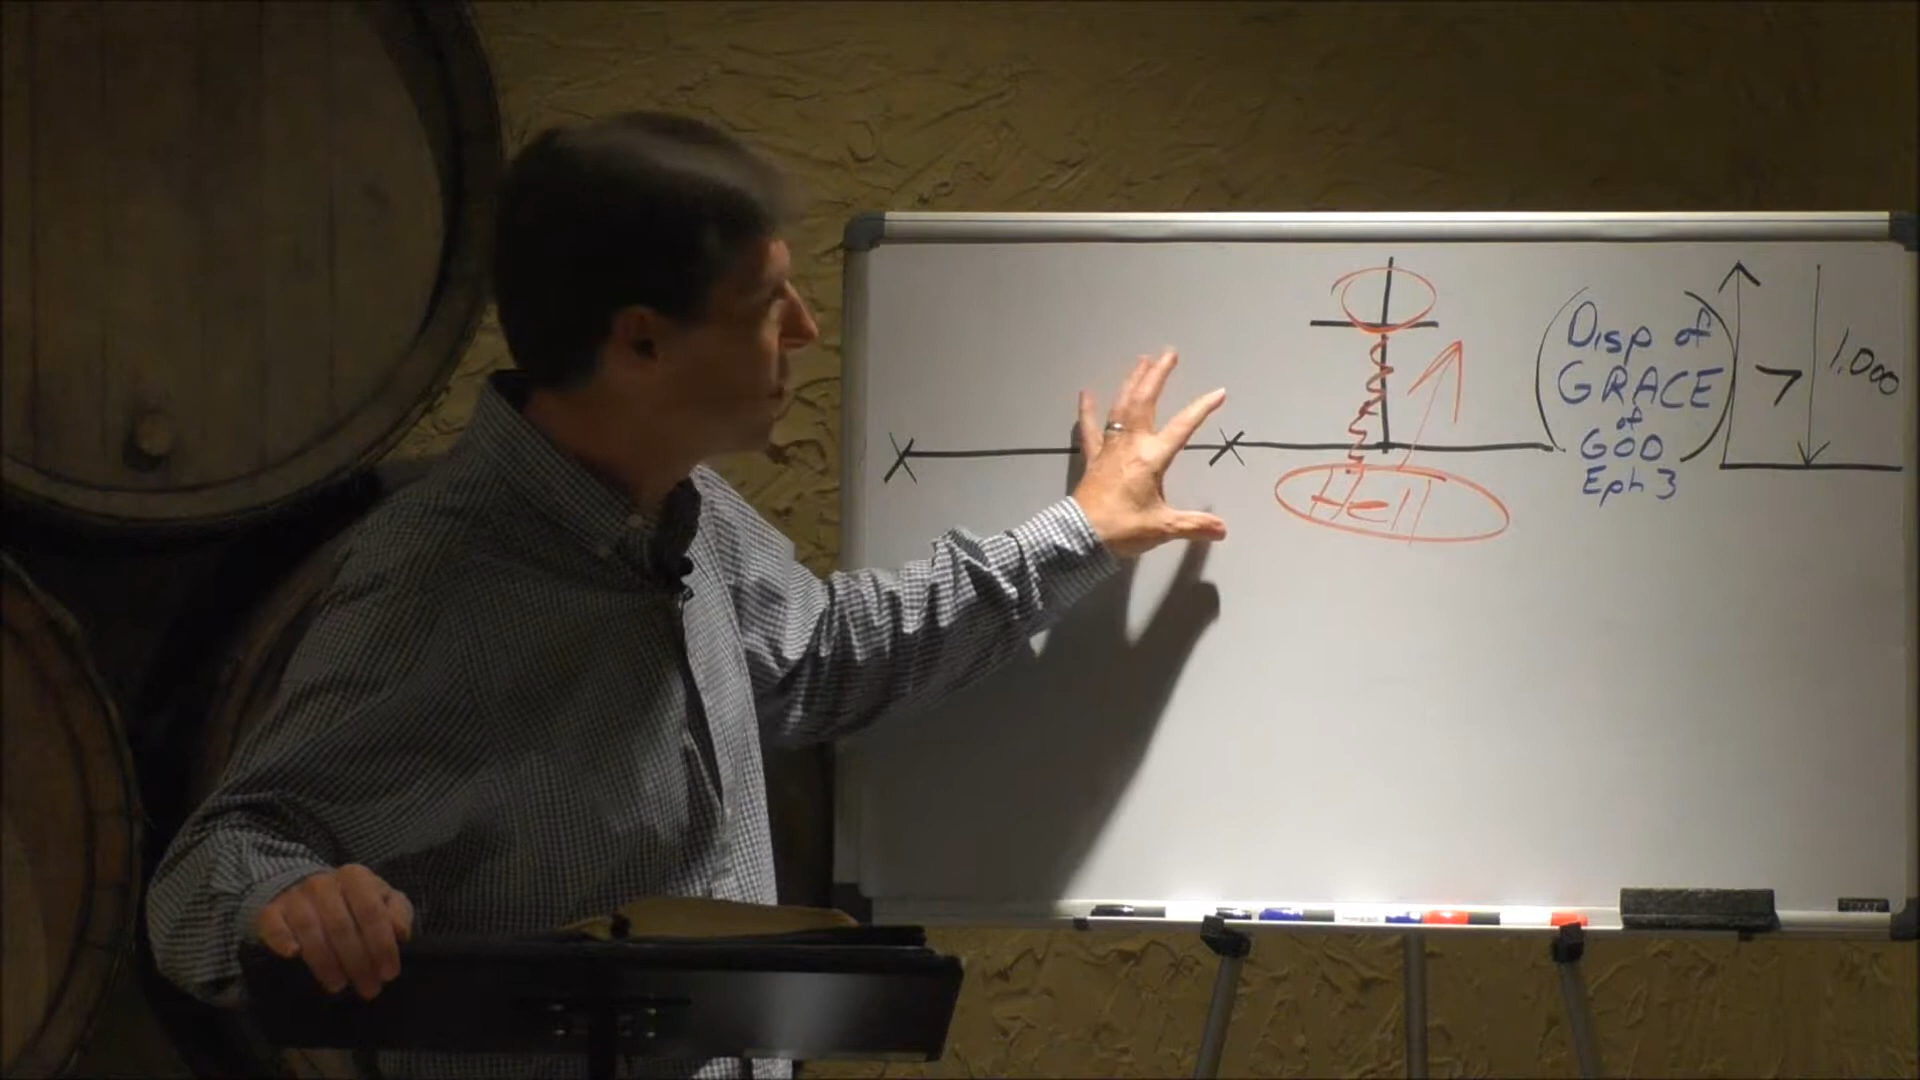 Hell
Disp of
GRACE
of
GOD
Eph 3
7
1,000